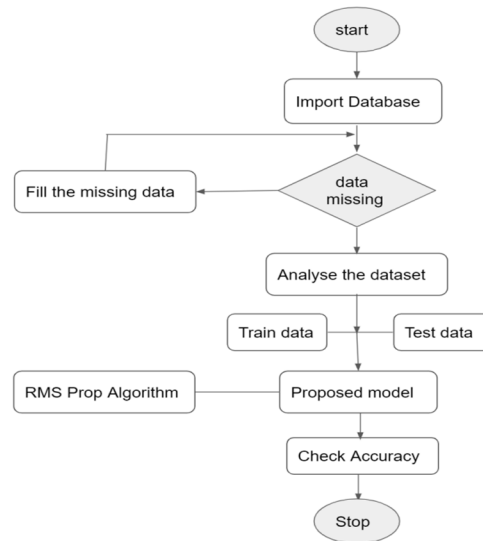 start
Import Database
data
missing
Fill the missing data
Analyse the dataset
Train data
Test data
RMS Prop Algorithm
Proposed model
Check Accuracy
Stop